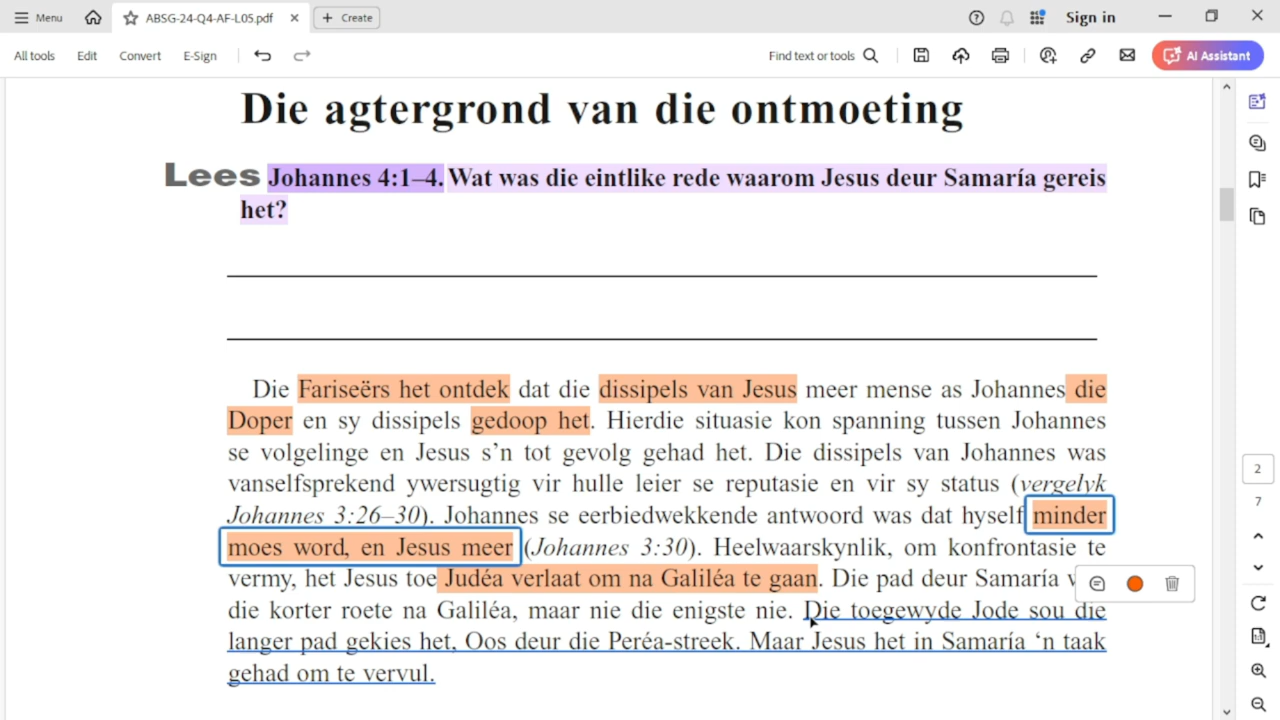 Menu
ABSG-24-Q4-AF-L05.pdf
Create
Sign in
All tools
Edit
Convert
E-Sign
Find text or tools
AI Assistant
Die agtergrond van die ontmoeting
Lees Johannes 4:1–4. Wat was die eintlike rede waarom Jesus deur Samaría gereis
het?
Die Fariseërs het ontdek dat die dissipels van Jesus meer mense as Johannes die
Doper en sy dissipels gedoop het. Hierdie situasie kon spanning tussen Johannes
se volgelinge en Jesus s’n tot gevolg gehad het. Die dissipels van Johannes was
vanselfsprekend ywersugtig vir hulle leier se reputasie en vir sy status (vergelyk
Johannes 3:26–30). Johannes se eerbiedwekkende antwoord was dat hyself minder
moes word, en Jesus meer (Johannes 3:30). Heelwaarskynlik, om konfrontasie te
vermy, het Jesus toe Judéa verlaat om na Galiléa te gaan. Die pad deur Samaría
die korter roete na Galiléa, maar nie die enigste nie. Die toegewyde Jode sou die
langer pad gekies het, Oos deur die Peréa-streek. Maar Jesus het in Samaría ‘n taak
gehad om te vervul.
2
7